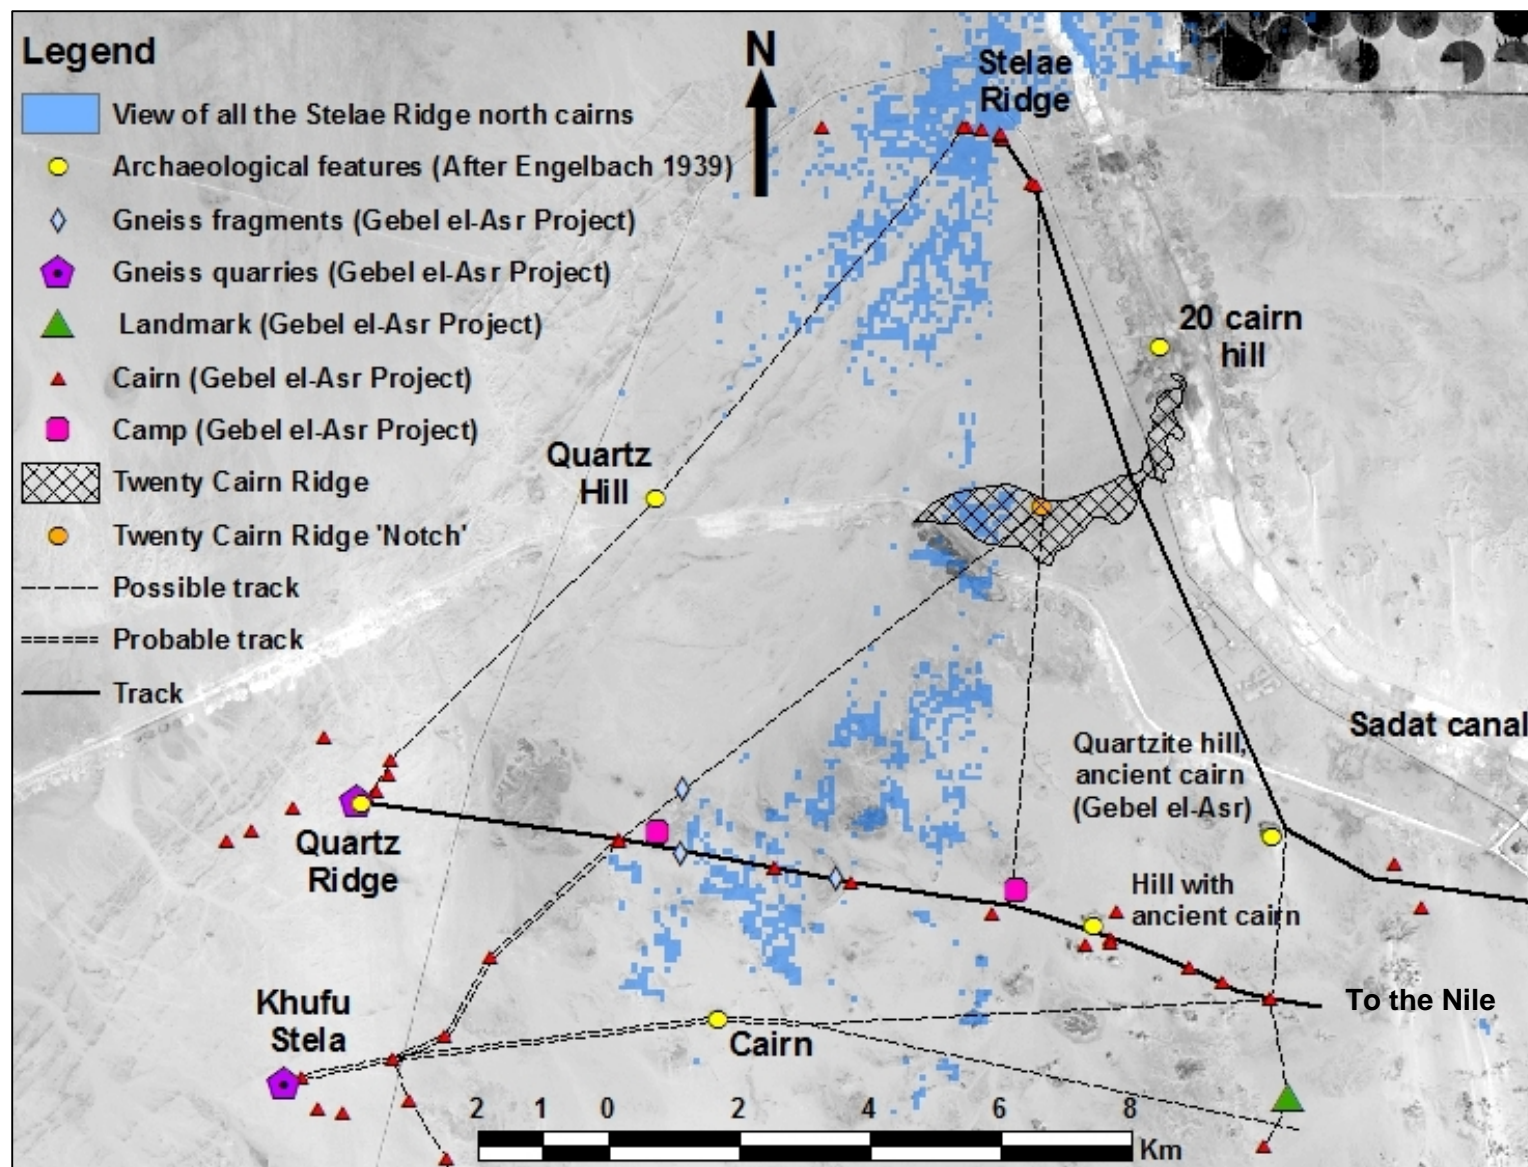 Legend
View of all the Stelae Ridge north cairns
Archaeological features (After Engelbach 1939)
Gneiss fragments (Gebel el-Asr Project)
Gneiss quarries (Gebel el-Asr Project)
Landmark (Gebel el-Asr Project)
Cairn (Gebel el-Asr Project)
Camp (Gebel el-Asr Project)
Twenty Cairn Ridge
Twenty Cairn Ridge 'Notch'
Possible track
Probable track
Track
N
Stelae
Ridge
20 cairn
hill
Quartz
Hill
Sadat canal
Quartzite hill,
ancient cairn
(Gebel el-Asr)
Quartz
Ridge
Hill with
ancient cairn
Khufu
Stela
To the Nile
Cairn
2 1 0 2 4 6 8
Km